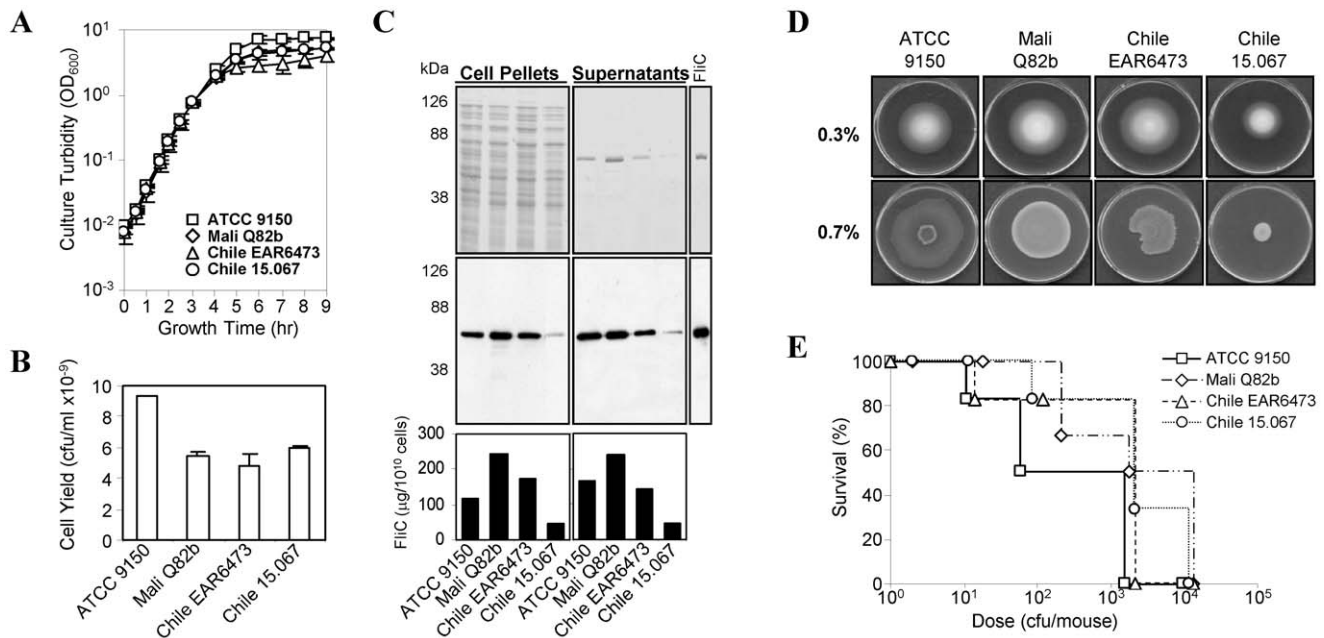 A
Culture Turbidity (OD600)
10^1
10^0
10^-1
10^-2
10^-3
ATCC 9150
Mali Q82b
Chile EAR6473
Chile 15.067
0 1 2 3 4 5 6 7 8 9
Growth Time (hr)
B
Cell Yield (cfu/ml x10^-9)
10
8
6
4
2
0
ATCC 9150
Mali Q82b
Chile EAR6473
Chile 15.067
C
kDa
Cell Pellets
Supernatants
FliC
126
88
38
126
88
38
FliC (µg/10^10 cells)
300
200
100
0
ATCC 9150
Mali Q82b
Chile EAR6473
Chile 15.067
ATCC 9150
Mali Q82b
Chile EAR6473
Chile 15.067
D
ATCC
9150
Mali
Q82b
Chile
EAR6473
Chile
15.067
0.3%
0.7%
E
Survival (%)
100
80
60
40
20
0
ATCC 9150
Mali Q82b
Chile EAR6473
Chile 15.067
10^0 10^1 10^2 10^3 10^4 10^5
Dose (cfu/mouse)